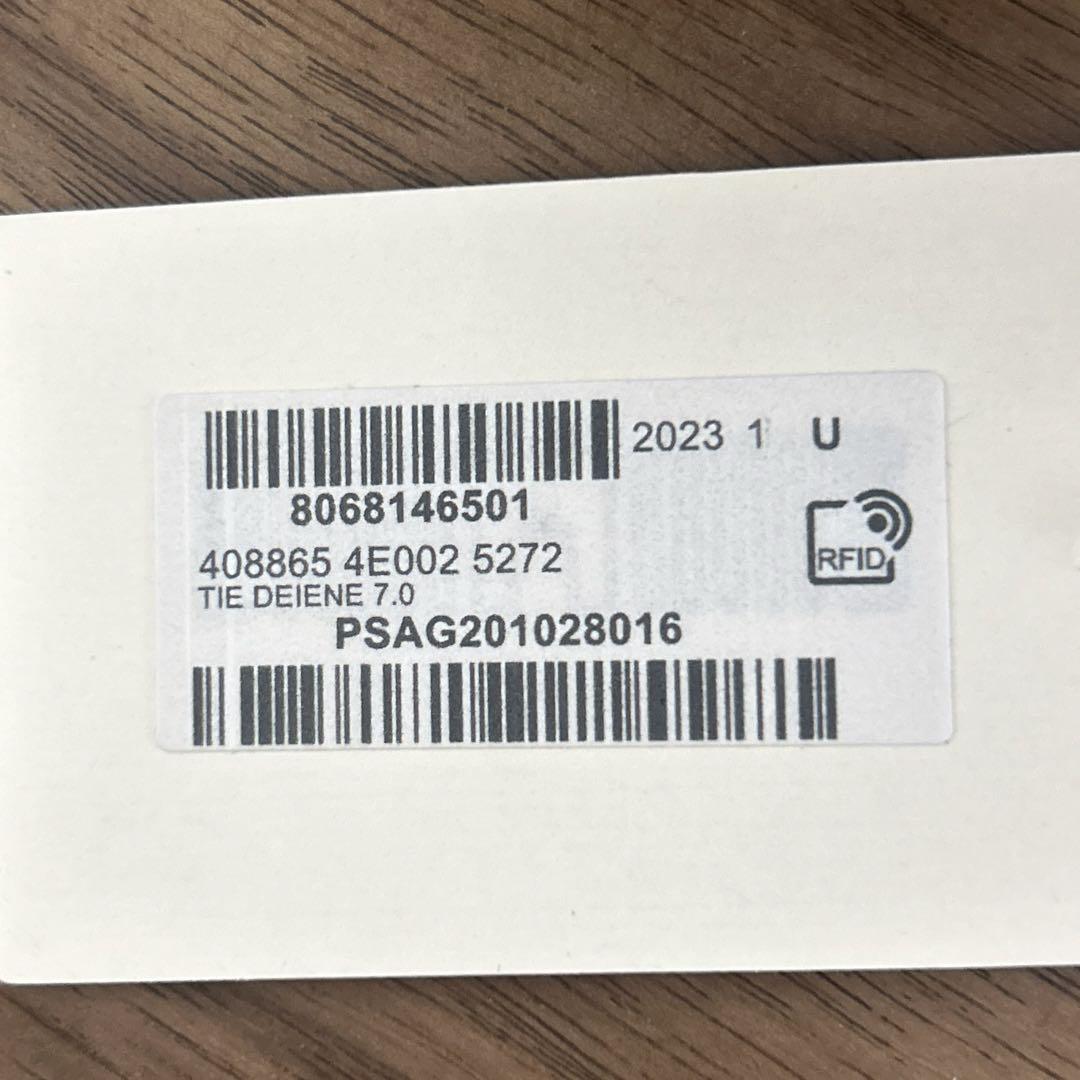 2023 1 U
8068146501
RFID
408865 4E002 5272
TIE DEIENE 7.0
PSAG201028016